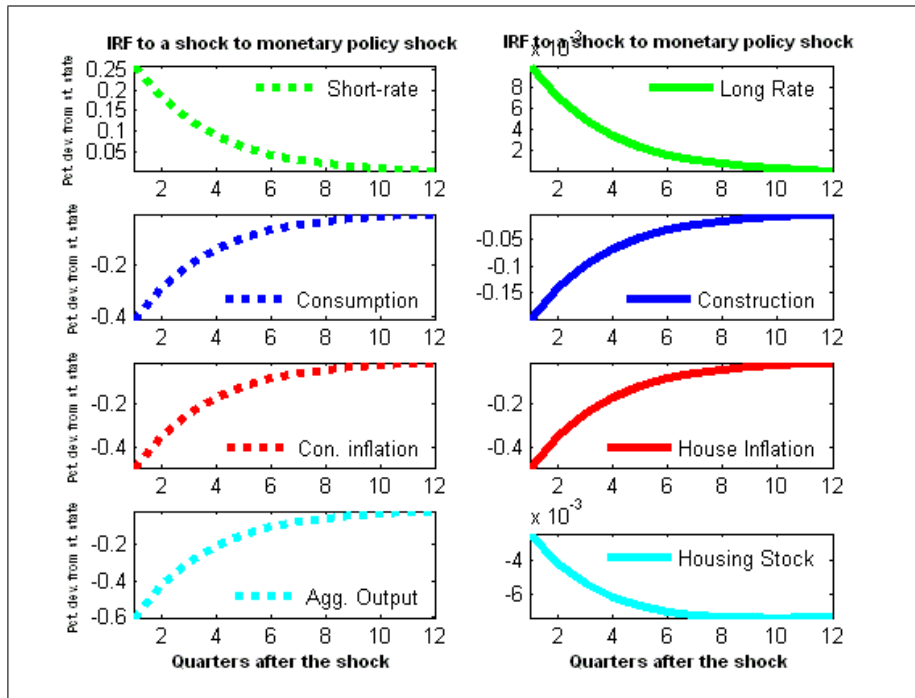 IRF to a shock to monetary policy shock
Pct. dev. from st. state
0.25
0.2
0.15
0.1
0.05
Short-rate
2 4 6 8 10 12
IRF to a shock to monetary policy shock
x 10^-3
8
6
4
2
Long Rate
2 4 6 8 10 12
Pct. dev. from st. state
-0.2
-0.4
Consumption
2 4 6 8 10 12
-0.05
-0.1
-0.15
Construction
2 4 6 8 10 12
Pct. dev. from st. state
-0.2
-0.4
Con. inflation
2 4 6 8 10 12
-0.2
-0.4
House Inflation
2 4 6 8 10 12
Pct. dev. from st. state
-0.2
-0.4
-0.6
Agg. Output
2 4 6 8 10 12
Quarters after the shock
x 10^-3
-4
-6
Housing Stock
2 4 6 8 10 12
Quarters after the shock